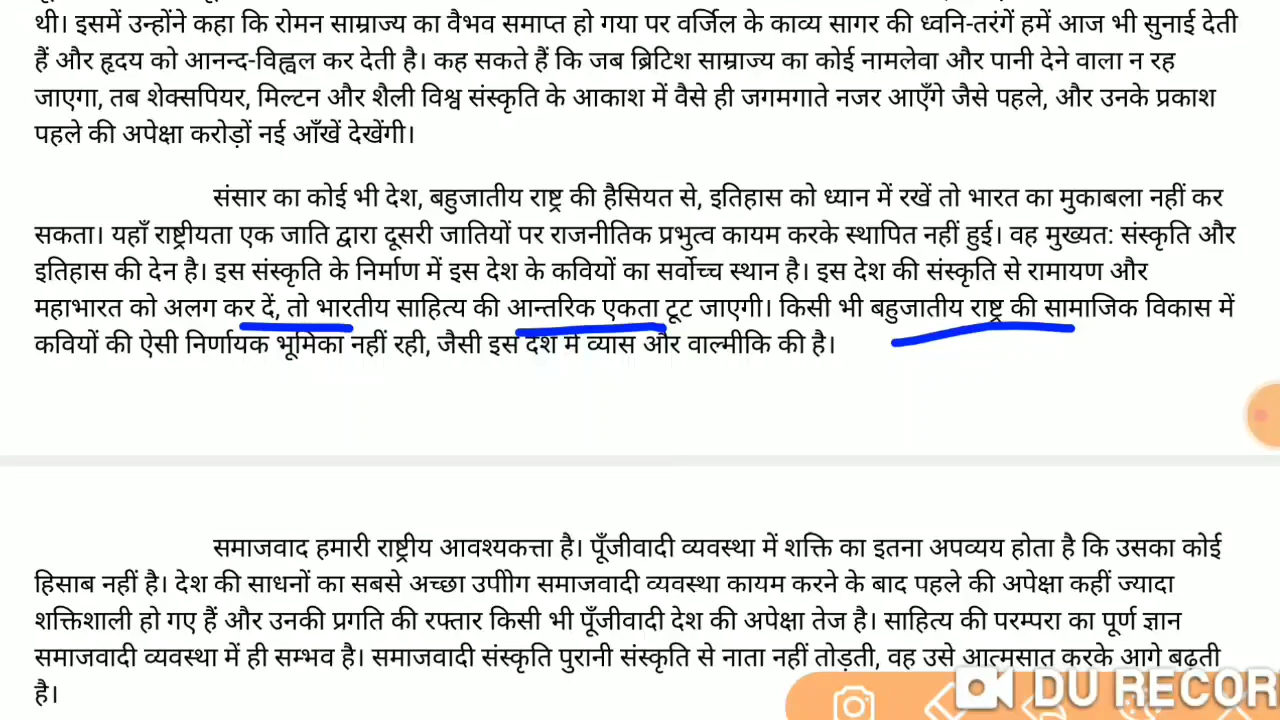 थी। इसमें उन्होंने कहा कि रोमन साम्राज्य का वैभव समाप्त हो गया पर वर्जिल के काव्य सागर की ध्वनि-तरंगें हमें आज भी सुनाई देती
हैं और हृदय को आनन्द-विह्वल कर देती है। कह सकते हैं कि जब ब्रिटिश साम्राज्य का कोई नामलेवा और पानी देने वाला न रह
जाएगा, तब शेक्सपियर, मिल्टन और शैली विश्व संस्कृति के आकाश में वैसे ही जगमगाते नजर आएँगे जैसे पहले, और उनके प्रकाश
पहले की अपेक्षा करोड़ों नई आँखें देखेंगी।
संसार का कोई भी देश, बहुजातीय राष्ट्र की हैसियत से, इतिहास को ध्यान में रखें तो भारत का मुकाबला नहीं कर
सकता। यहाँ राष्ट्रीयता एक जाति द्वारा दूसरी जातियों पर राजनीतिक प्रभुत्व कायम करके स्थापित नहीं हुई। वह मुख्यत: संस्कृति और
इतिहास की देन है। इस संस्कृति के निर्माण में इस देश के कवियों का सर्वोच्च स्थान है। इस देश की संस्कृति से रामायण और
महाभारत को अलग कर दें, तो भारतीय साहित्य की आन्तरिक एकता टूट जाएगी। किसी भी बहुजातीय राष्ट्र की सामाजिक विकास में
कवियों की ऐसी निर्णायक भूमिका नहीं रही, जैसी इस देश में व्यास और वाल्मीकि की है।
समाजवाद हमारी राष्ट्रीय आवश्यकत्ता है। पूँजीवादी व्यवस्था में शक्ति का इतना अपव्यय होता है कि उसका कोई
हिसाब नहीं है। देश की साधनों का सबसे अच्छा उपीोग समाजवादी व्यवस्था कायम करने के बाद पहले की अपेक्षा कहीं ज्यादा
शक्तिशाली हो गए हैं और उनकी प्रगति की रफ्तार किसी भी पूँजीवादी देश की अपेक्षा तेज है। साहित्य की परम्परा का पूर्ण ज्ञान
समाजवादी व्यवस्था में ही सम्भव है। समाजवादी संस्कृति पुरानी संस्कृति से नाता नहीं तोड़ती, वह उसे आत्मसात करके आगे बढ़ती
है।
DU RECOR